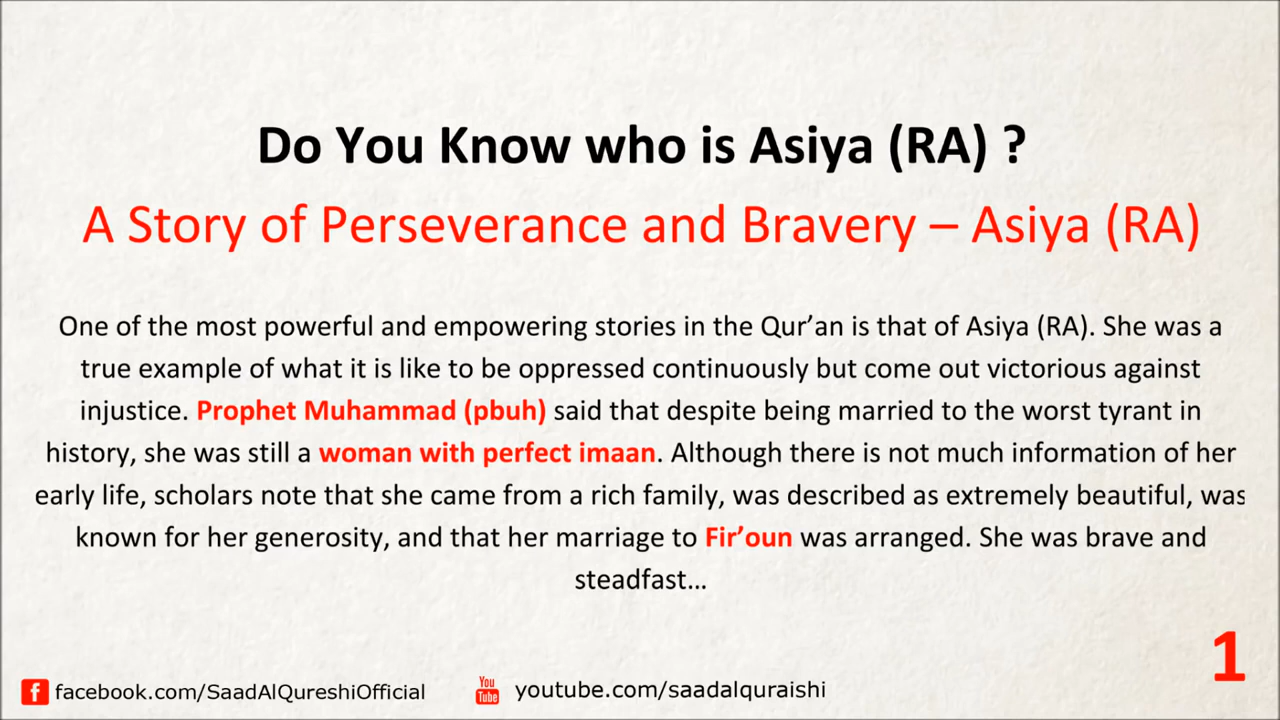 Do You Know who is Asiya (RA) ?
A Story of Perseverance and Bravery – Asiya (RA)
One of the most powerful and empowering stories in the Qur’an is that of Asiya (RA). She was a
true example of what it is like to be oppressed continuously but come out victorious against
injustice. Prophet Muhammad (pbuh) said that despite being married to the worst tyrant in
history, she was still a woman with perfect imaan. Although there is not much information of her
early life, scholars note that she came from a rich family, was described as extremely beautiful, was
known for her generosity, and that her marriage to Fir’oun was arranged. She was brave and
steadfast…
1
facebook.com/SaadAlQureshiOfficial
You Tube youtube.com/saadalquraishi